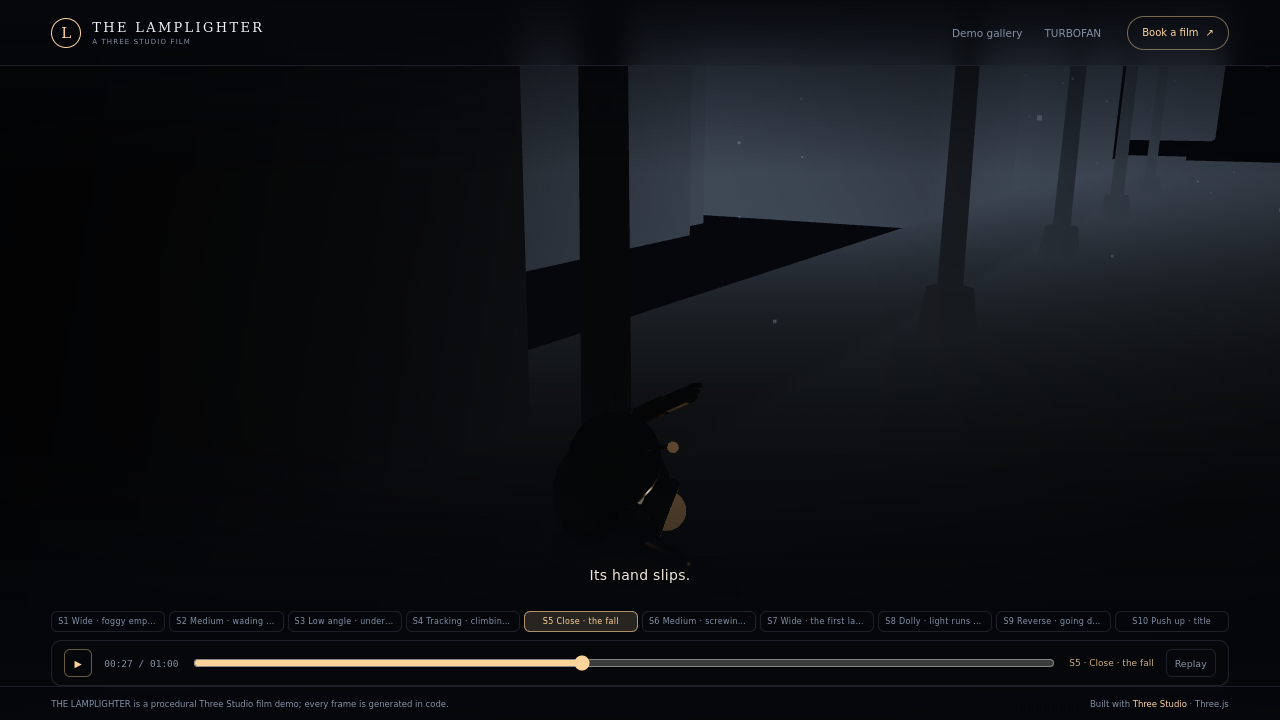 L
THE LAMPLIGHTER
A THREE STUDIO FILM
Demo gallery
TURBOFAN
Book a film ↗
Its hand slips.
S1 Wide · foggy emp…
S2 Medium · wading …
S3 Low angle · under…
S4 Tracking · climbin…
S5 Close · the fall
S6 Medium · screwin…
S7 Wide · the first la…
S8 Dolly · light runs …
S9 Reverse · going d…
S10 Push up · title
00:27 / 01:00
S5 · Close · the fall
Replay
THE LAMPLIGHTER is a procedural Three Studio film demo; every frame is generated in code.
Built with Three Studio · Three.js